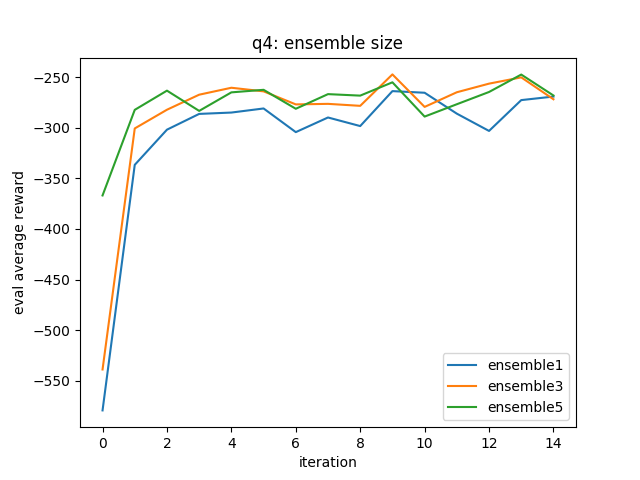 q4: ensemble size
eval average reward
−250
−300
−350
−400
−450
−500
−550
0 2 4 6 8 10 12 14
iteration
ensemble1
ensemble3
ensemble5